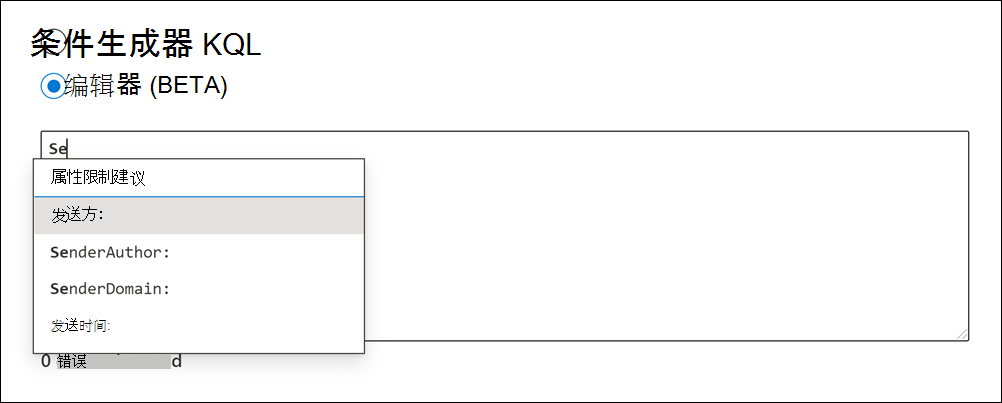 条件生成器 KQL
编辑器 (BETA)
Se
属性限制建议
发送方:
SenderAuthor:
SenderDomain:
发送时间:
0 错误 d